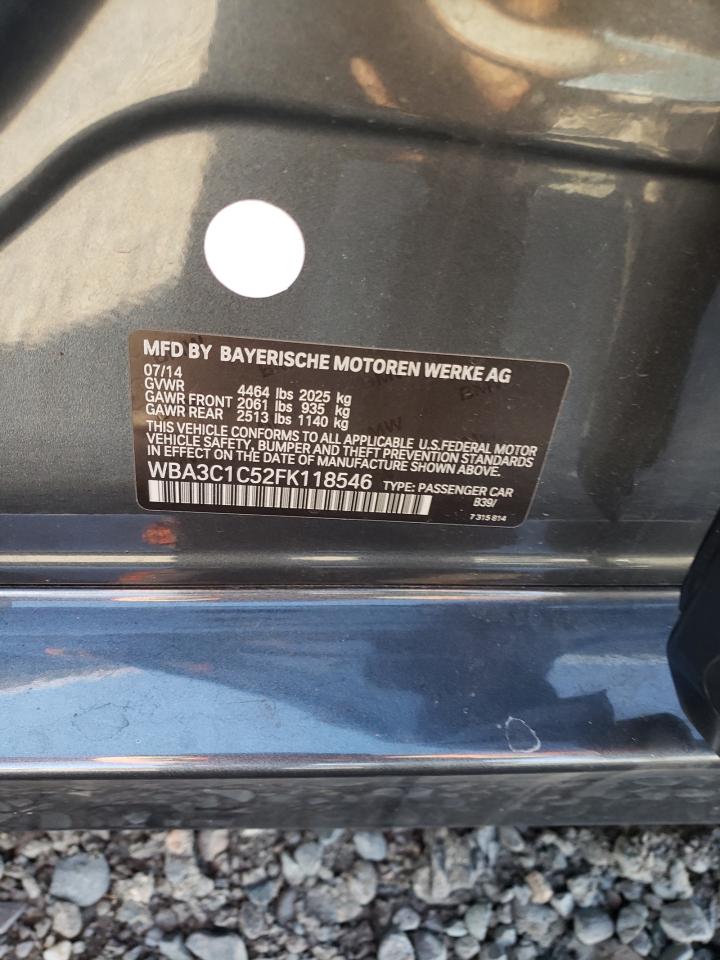 MFD BY BAYERISCHE MOTOREN WERKE AG
07/14
GVWR 4464 lbs 2025 kg
GAWR FRONT 2061 lbs 935 kg
GAWR REAR 2513 lbs 1140 kg
THIS VEHICLE CONFORMS TO ALL APPLICABLE U.S.FEDERAL MOTOR
VEHICLE SAFETY, BUMPER AND THEFT PREVENTION STANDARDS
IN EFFECT ON THE DATE OF MANUFACTURE SHOWN ABOVE.
WBA3C1C52FK118546 TYPE: PASSENGER CAR
B39/
7 315 814